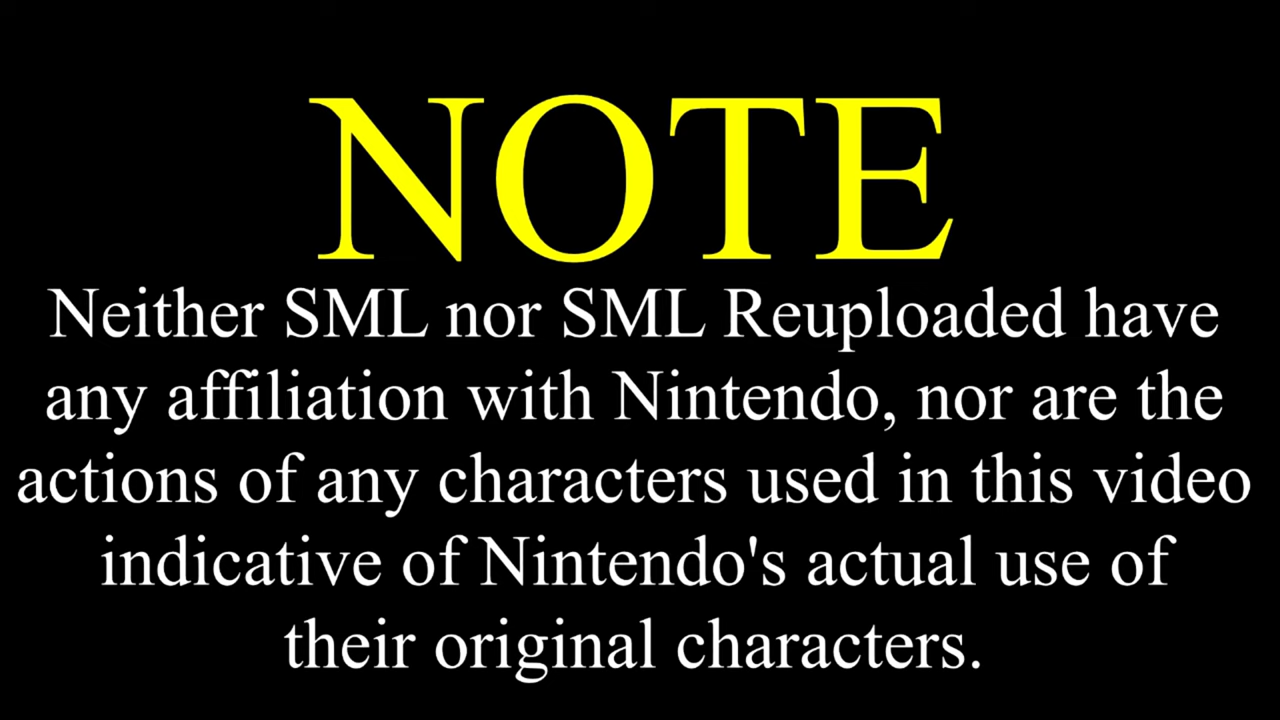 NOTE
Neither SML nor SML Reuploaded have
any affiliation with Nintendo, nor are the
actions of any characters used in this video
indicative of Nintendo's actual use of
their original characters.